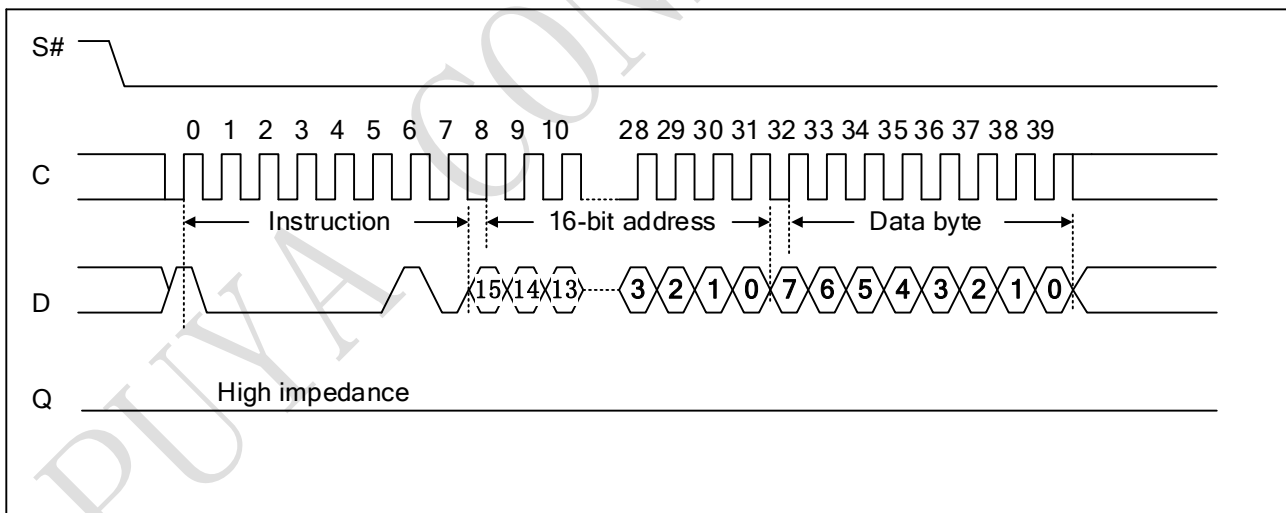 PUYA CON
S#
0 1 2 3 4 5 6 7 8 9 10 28 29 30 31 32 33 34 35 36 37 38 39
C
Instruction 16-bit address Data byte
D 15 14 13 3 2 1 0 7 6 5 4 3 2 1 0
High impedance
Q